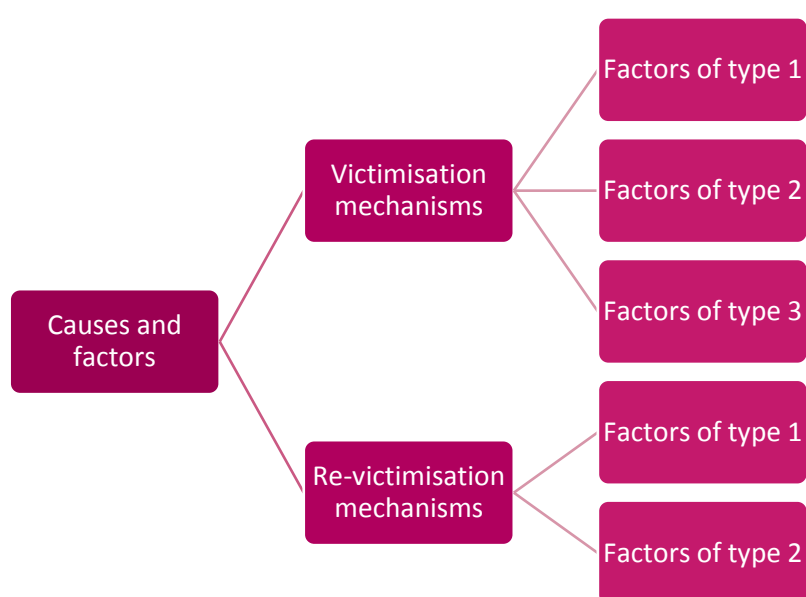 Causes and
factors
Victimisation
mechanisms
Factors of type 1
Factors of type 2
Factors of type 3
Re-victimisation
mechanisms
Factors of type 1
Factors of type 2